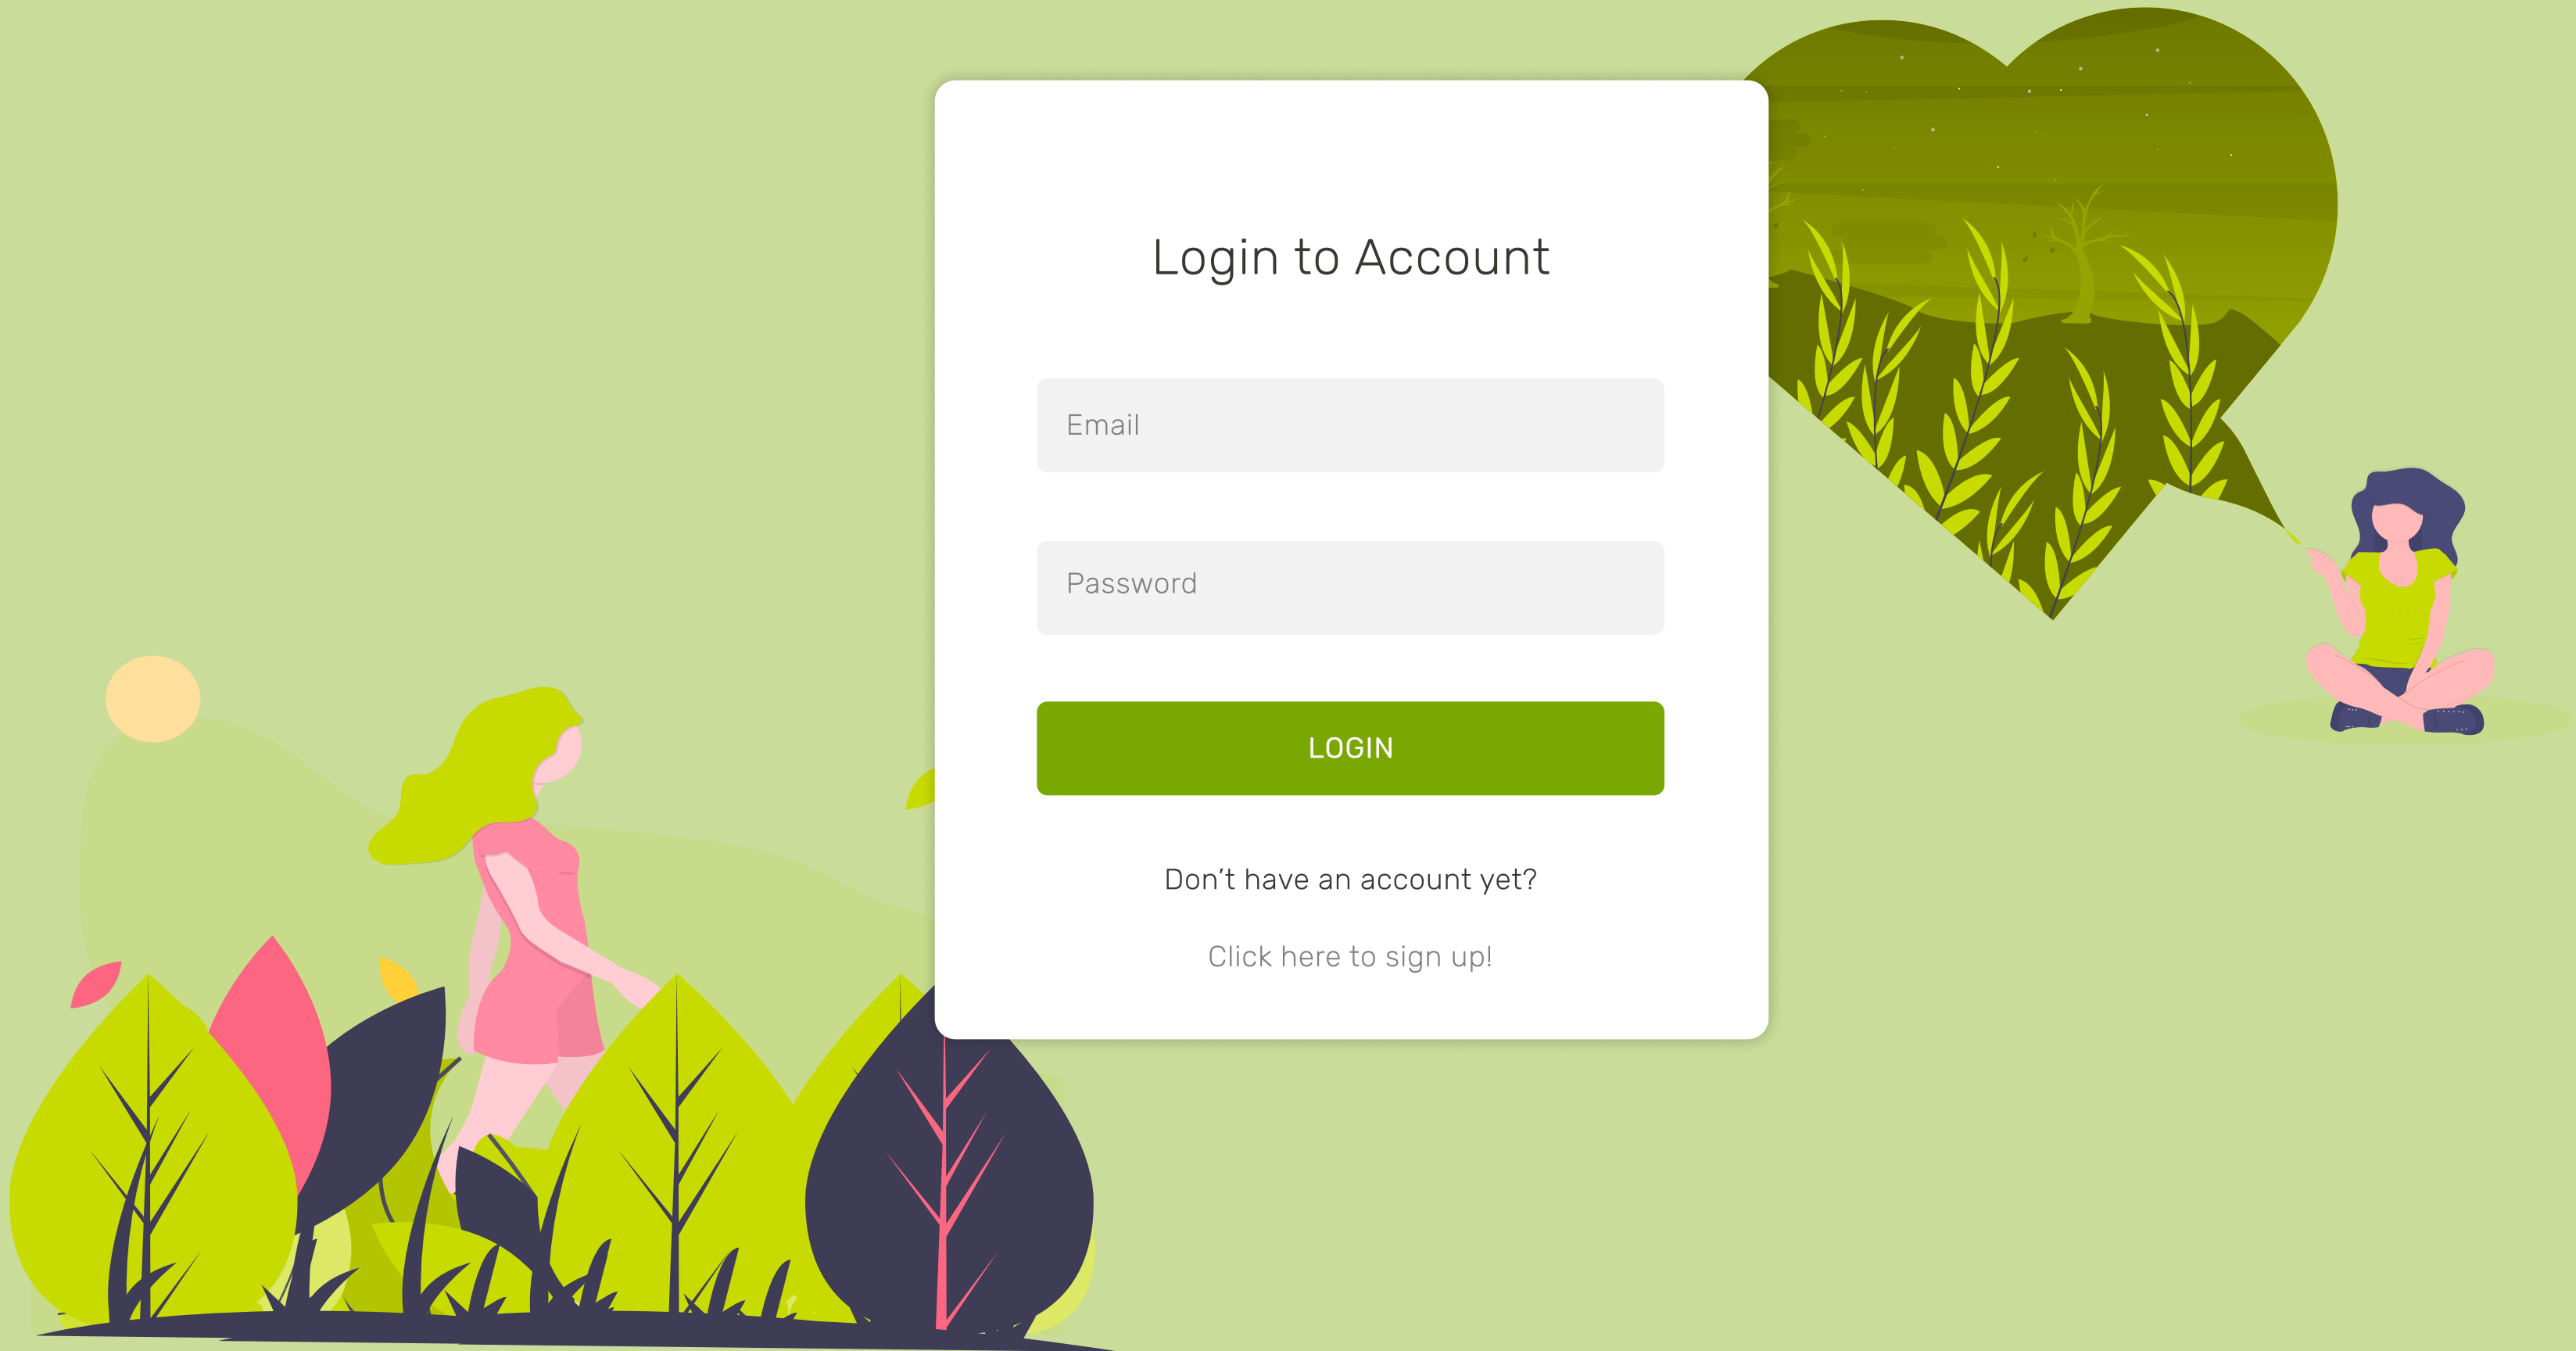 Login to Account
Email
Password
LOGIN
Don’t have an account yet?
Click here to sign up!